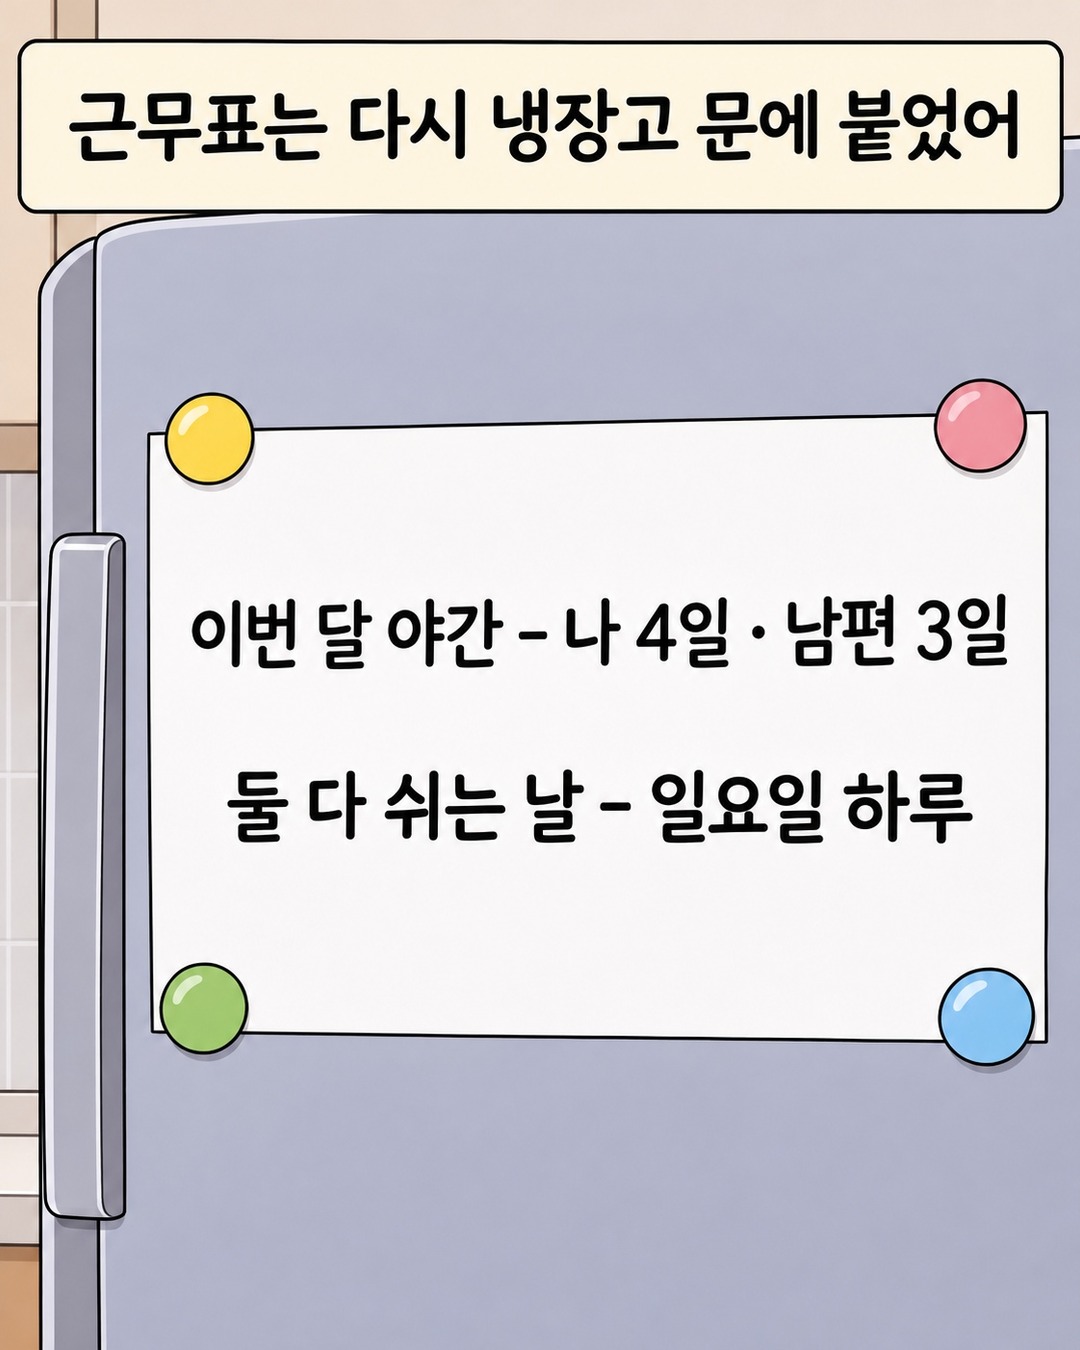 근무표는 다시 냉장고 문에 붙었어
이번 달 야간 – 나 4일 · 남편 3일
둘 다 쉬는 날 – 일요일 하루